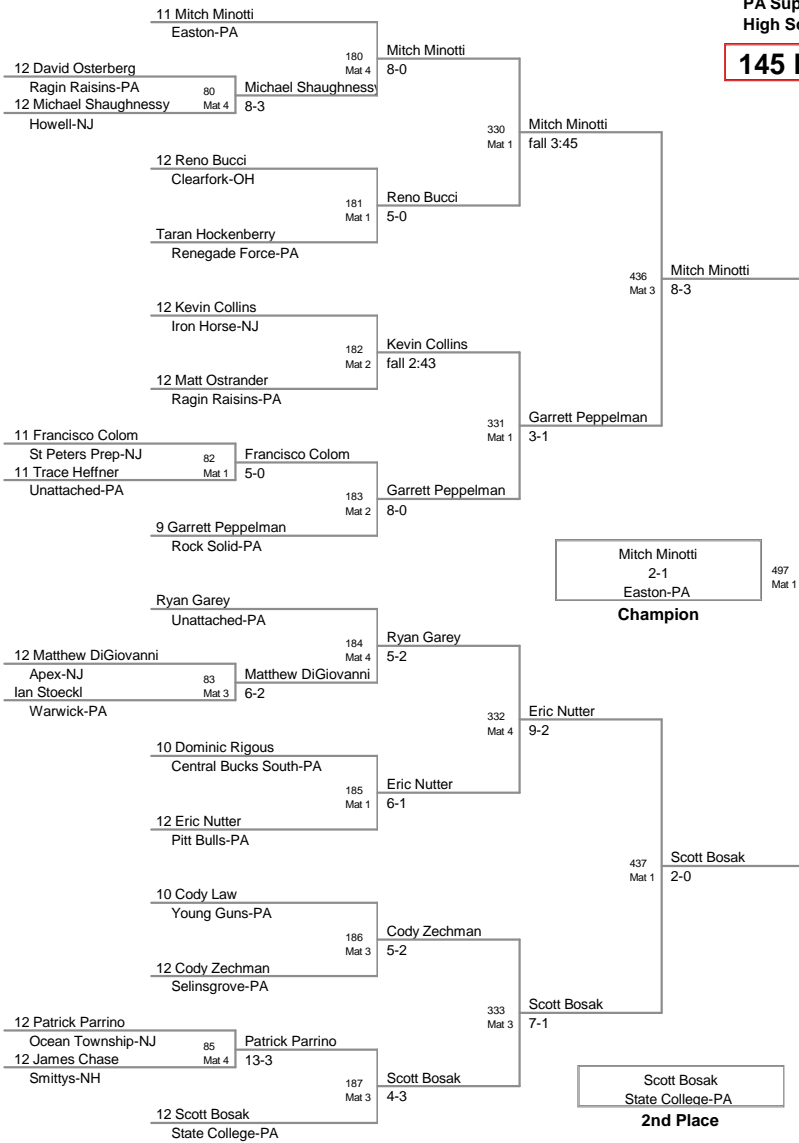 PA Sup
High Sc
145
11 Mitch Minotti
Easton-PA
180
Mat 4
Mitch Minotti
8-0
12 David Osterberg
Ragin Raisins-PA
80
Mat 4
Michael Shaughnessy
8-3
12 Michael Shaughnessy
Howell-NJ
330
Mat 1
Mitch Minotti
fall 3:45
12 Reno Bucci
Clearfork-OH
181
Mat 1
Reno Bucci
5-0
Taran Hockenberry
Renegade Force-PA
436
Mat 3
Mitch Minotti
8-3
12 Kevin Collins
Iron Horse-NJ
182
Mat 2
Kevin Collins
fall 2:43
12 Matt Ostrander
Ragin Raisins-PA
331
Mat 1
Garrett Peppelman
3-1
11 Francisco Colom
St Peters Prep-NJ
82
Mat 1
Francisco Colom
5-0
11 Trace Heffner
Unattached-PA
183
Mat 2
Garrett Peppelman
8-0
9 Garrett Peppelman
Rock Solid-PA
Mitch Minotti
2-1
Easton-PA
497
Mat 1
Champion
Ryan Garey
Unattached-PA
184
Mat 4
Ryan Garey
5-2
12 Matthew DiGiovanni
Apex-NJ
83
Mat 3
Matthew DiGiovanni
6-2
Ian Stoeckl
Warwick-PA
332
Mat 4
Eric Nutter
9-2
10 Dominic Rigous
Central Bucks South-PA
185
Mat 1
Eric Nutter
6-1
12 Eric Nutter
Pitt Bulls-PA
437
Mat 1
Scott Bosak
2-0
10 Cody Law
Young Guns-PA
186
Mat 3
Cody Zechman
5-2
12 Cody Zechman
Selinsgrove-PA
333
Mat 3
Scott Bosak
7-1
12 Patrick Parrino
Ocean Township-NJ
85
Mat 4
Patrick Parrino
13-3
12 James Chase
Smittys-NH
187
Mat 3
Scott Bosak
4-3
12 Scott Bosak
State College-PA
Scott Bosak
State College-PA
2nd Place